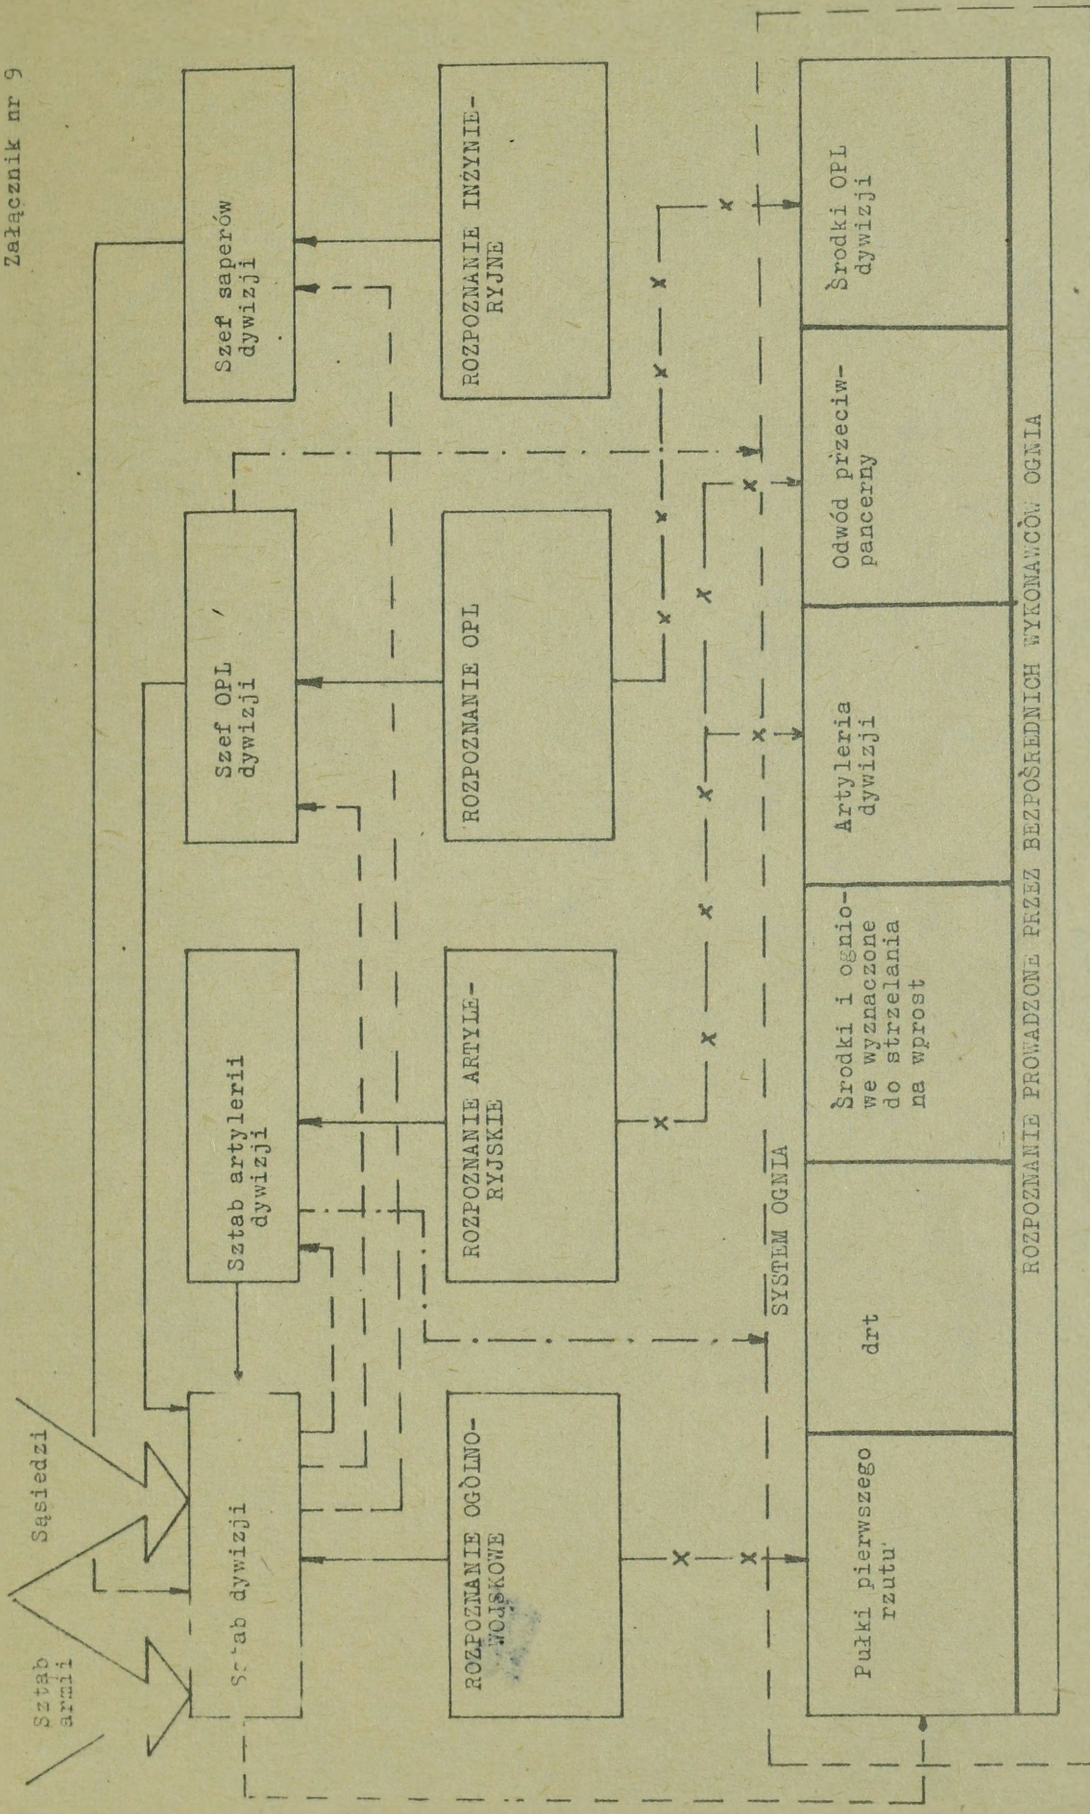 Załącznik nr 9
Sztab
armii
Sąsiedzi
Sztab dywizji
Sztab artylerii
dywizji
Szef OPL
dywizji
Szef saperów
dywizji
ROZPOZNANIE OGÓLNO-
WOJSKOWE
ROZPOZNANIE ARTYLE-
RYJSKIE
ROZPOZNANIE OPL
ROZPOZNANIE INŻYNIE-
RYJNE
SYSTEM OGNIA
Pułki pierwszego
rzutu
drt
Środki i ognio-
we wyznaczone
do strzelania
na wprost
Artyleria
dywizji
Odwód przeciw-
pancerny
Środki OPL
dywizji
ROZPOZNANIE PROWADZONE PRZEZ BEZPOŚREDNICH WYKONAWCÓW OGNIA